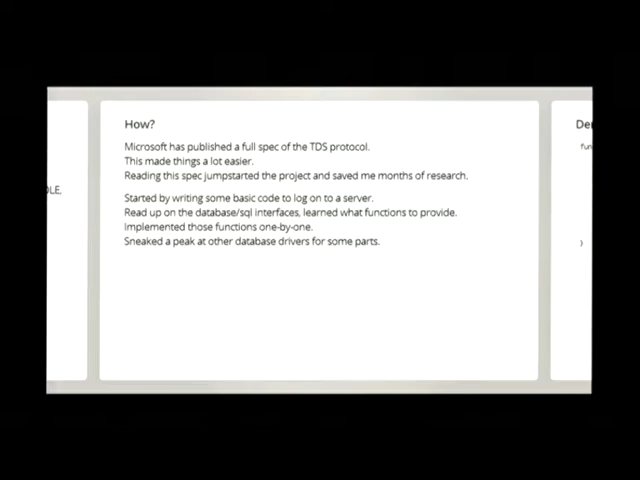 How?
Microsoft has published a full spec of the TDS protocol.
This made things a lot easier.
Reading this spec jumpstarted the project and saved me months of research.
Started by writing some basic code to log on to a server.
Read up on the database/sql interfaces, learned what functions to provide.
Implemented those functions one-by-one.
Sneaked a peak at other database drivers for some parts.
)